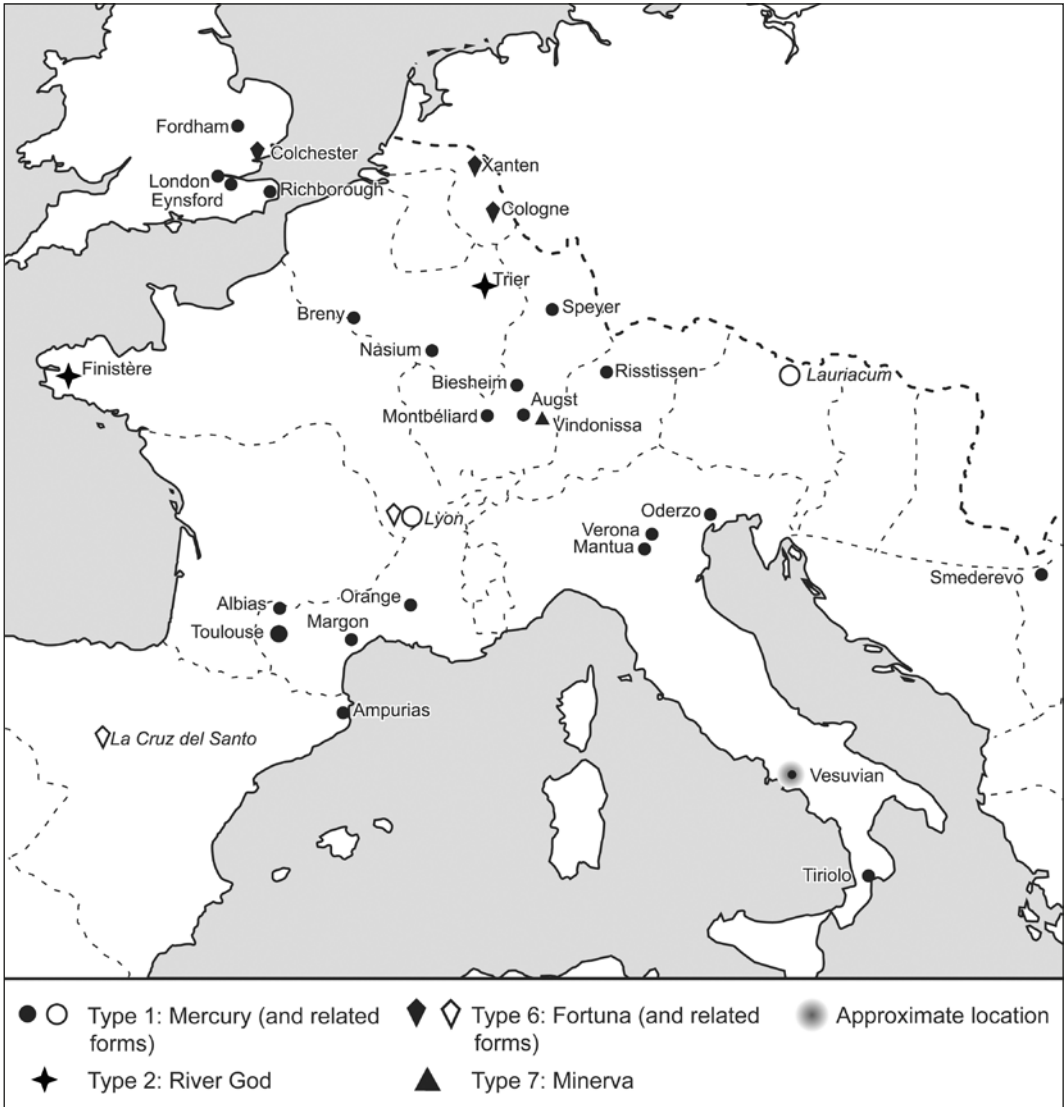 Fordham
Colchester
London
Eynsford
Richborough
Xanten
Cologne
Trier
Speyer
Breny
Nasium
Finistère
Biesheim
Risstissen
Lauriacum
Augst
Montbéliard
Vindonissa
Lyon
Oderzo
Verona
Mantua
Smederevo
Orange
Albias
Margon
Toulouse
Ampurias
La Cruz del Santo
Vesuvian
Tiriolo
Type 1: Mercury (and related
forms)
Type 6: Fortuna (and related
forms)
Approximate location
Type 2: River God
Type 7: Minerva